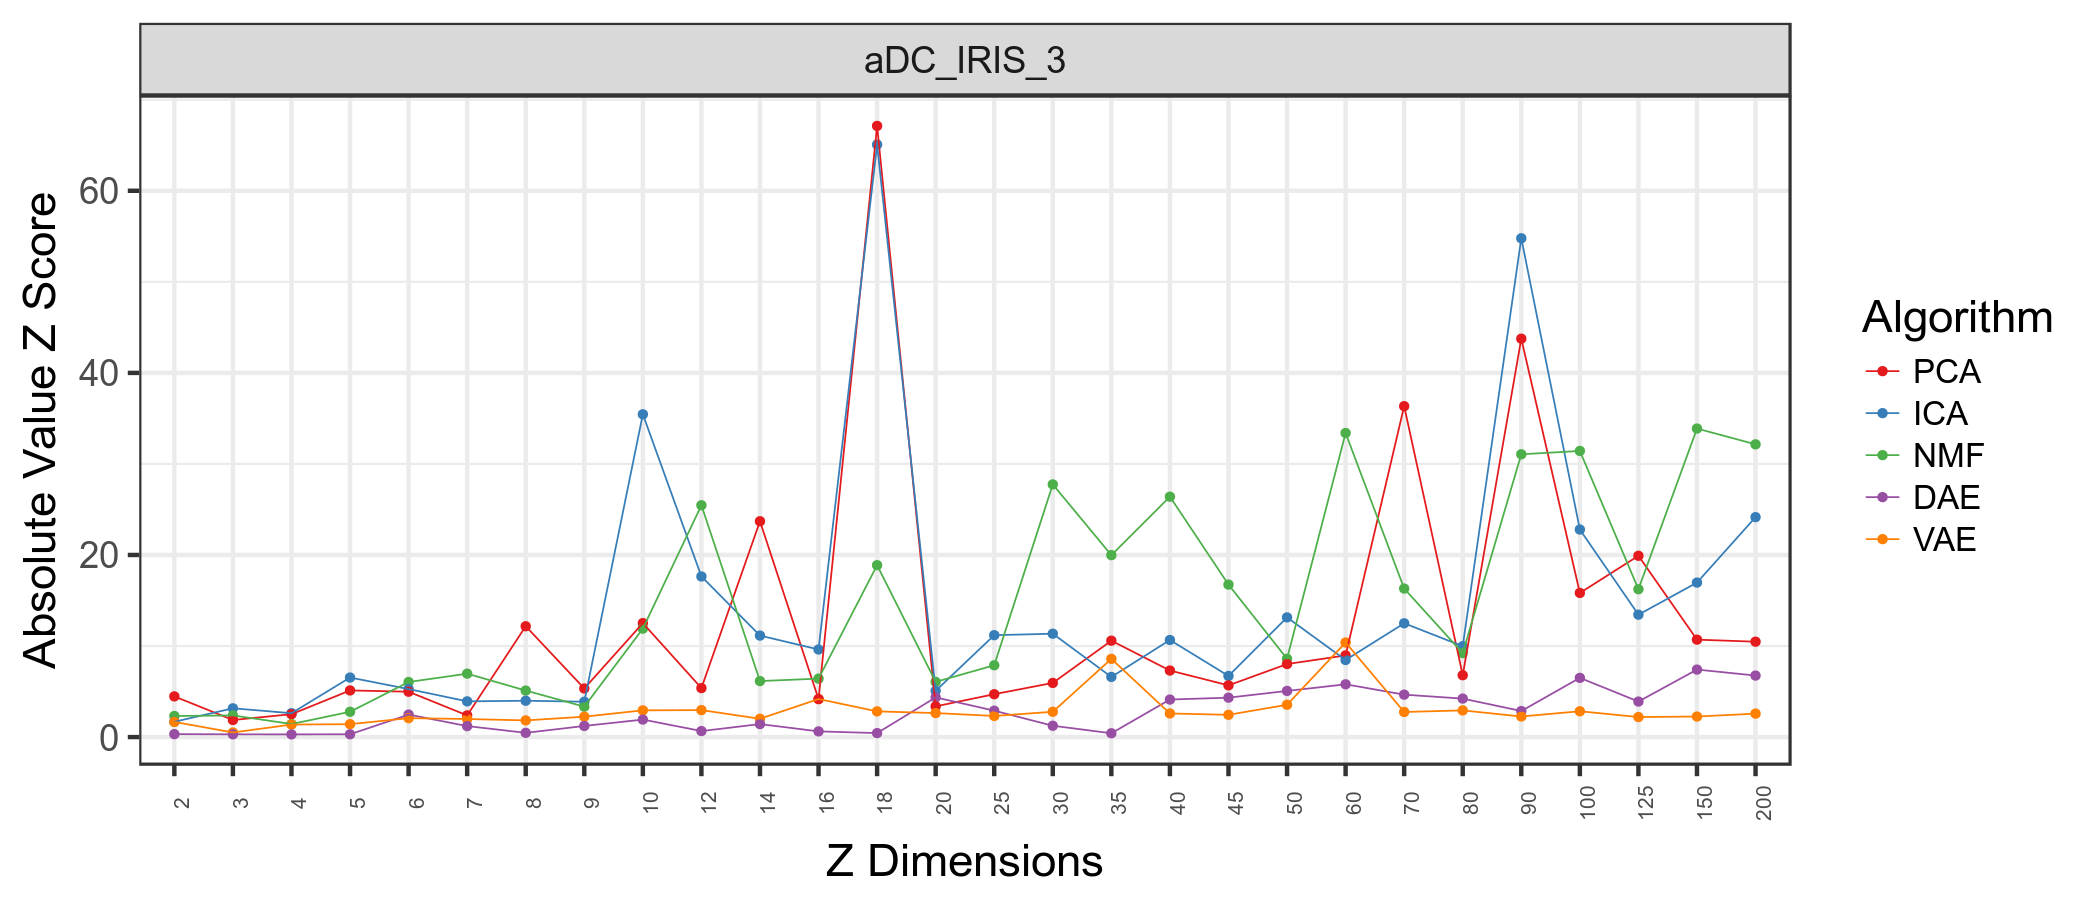 aDC_IRIS_3
Absolute Value Z Score
60
40
20
0
2 3 4 5 6 7 8 9 10 12 14 16 18 20 25 30 35 40 45 50 60 70 80 90 100 125 150 200
Z Dimensions
Algorithm
PCA
ICA
NMF
DAE
VAE